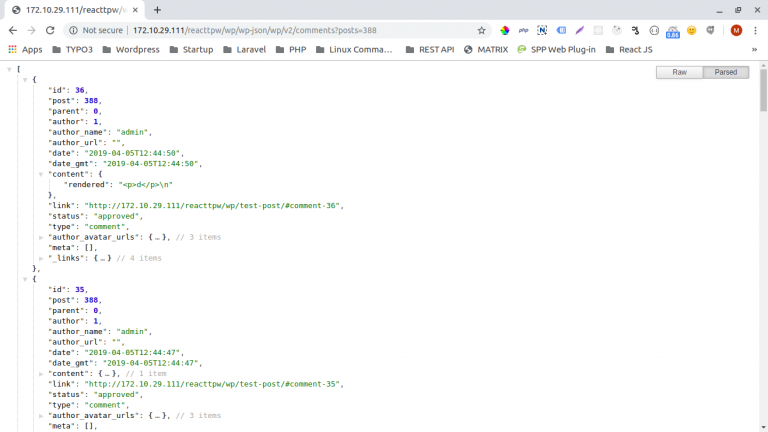 172.10.29.111/reacttpw/
Not secure | 172.10.29.111/reacttpw/wp/wp-json/wp/v2/comments?posts=388
php
N
0.86
M
Apps TYPO3 Wordpress Startup Laravel PHP Linux Comma… REST API MATRIX SPP Web Plug-in React JS »
Raw Parsed
[
{
"id": 36,
"post": 388,
"parent": 0,
"author": 1,
"author_name": "admin",
"author_url": "",
"date": "2019-04-05T12:44:50",
"date_gmt": "2019-04-05T12:44:50",
"content": {
"rendered": "<p>d</p>\n"
},
"link": "http://172.10.29.111/reacttpw/wp/test-post/#comment-36",
"status": "approved",
"type": "comment",
"author_avatar_urls": {…}, // 3 items
"meta": [],
"_links": {…} // 4 items
},
{
"id": 35,
"post": 388,
"parent": 0,
"author": 1,
"author_name": "admin",
"author_url": "",
"date": "2019-04-05T12:44:47",
"date_gmt": "2019-04-05T12:44:47",
"content": {…}, // 1 item
"link": "http://172.10.29.111/reacttpw/wp/test-post/#comment-35",
"status": "approved",
"type": "comment",
"author_avatar_urls": {…}, // 3 items
"meta": [],